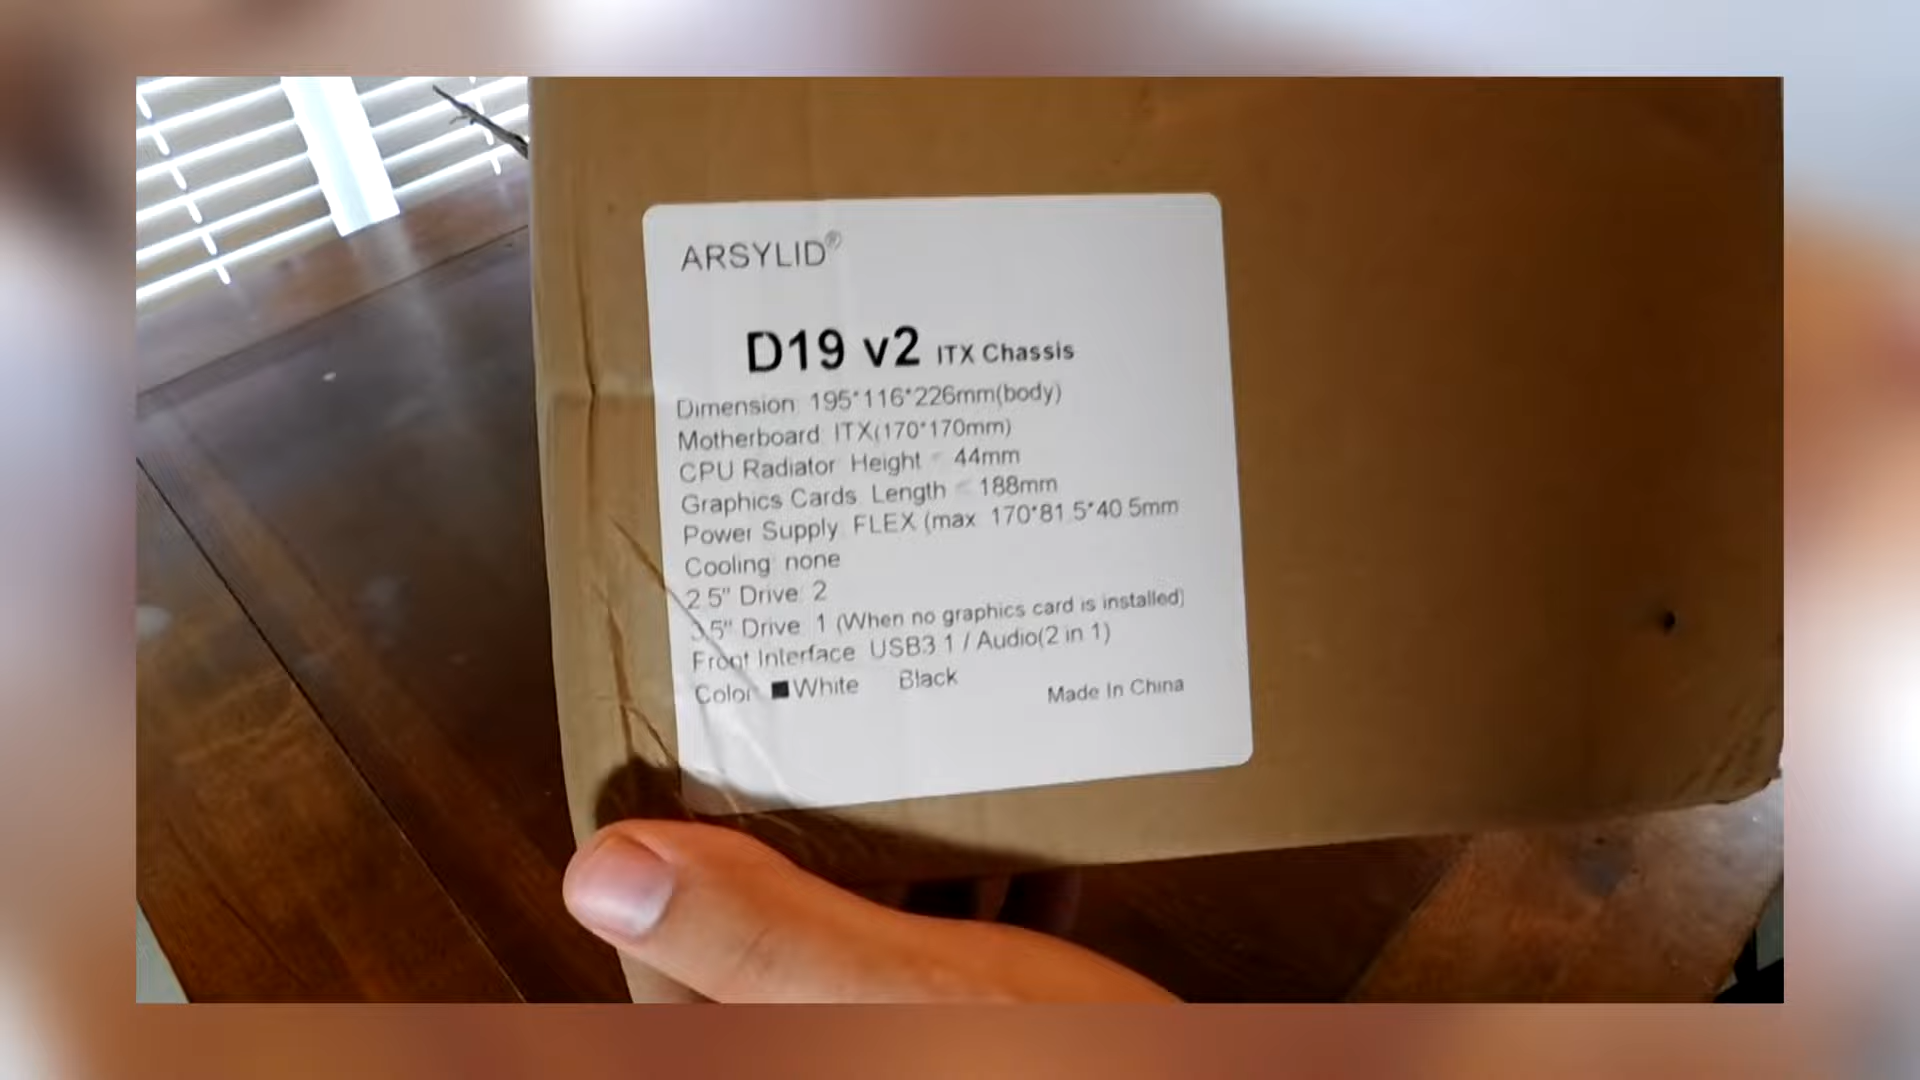 ARSYLID®
D19 v2 ITX Chassis
Dimension: 195*116*226mm(body)
Motherboard: ITX(170*170mm)
CPU Radiator Height < 44mm
Graphics Cards Length < 188mm
Power Supply: FLEX (max: 170*81.5*40.5mm
Cooling: none
2.5" Drive: 2
3.5" Drive: 1 (When no graphics card is installed)
Front Interface: USB3.1 / Audio(2 in 1)
Color: ■White Black
Made In China